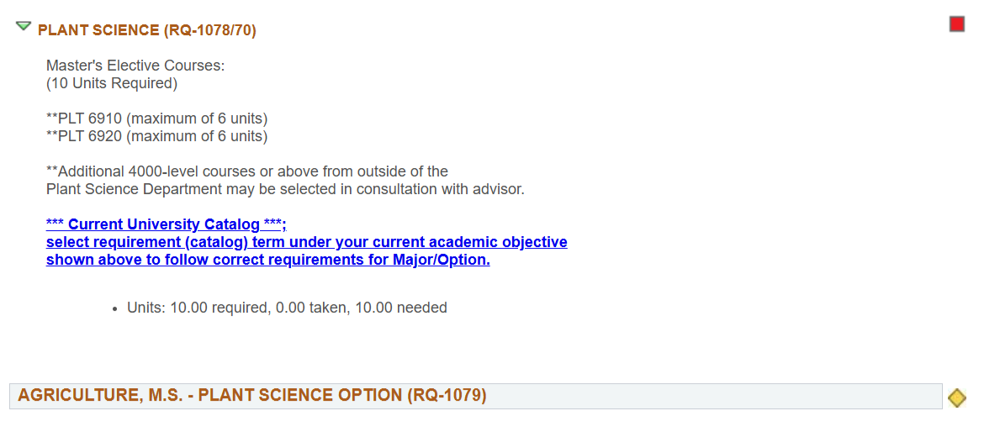 PLANT SCIENCE (RQ-1078/70)
Master's Elective Courses:
(10 Units Required)
**PLT 6910 (maximum of 6 units)
**PLT 6920 (maximum of 6 units)
**Additional 4000-level courses or above from outside of the
Plant Science Department may be selected in consultation with advisor.
*** Current University Catalog ***;
select requirement (catalog) term under your current academic objective
shown above to follow correct requirements for Major/Option.
• Units: 10.00 required, 0.00 taken, 10.00 needed
AGRICULTURE, M.S. - PLANT SCIENCE OPTION (RQ-1079)